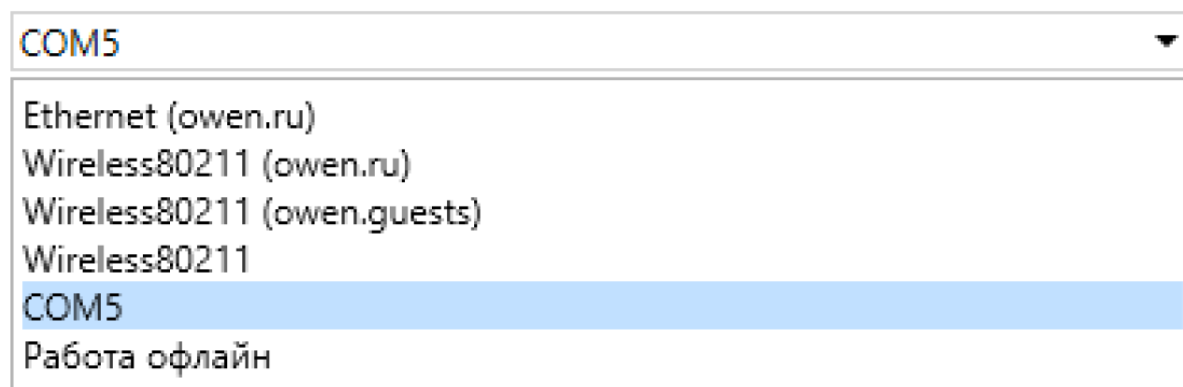 COM5
Ethernet (owen.ru)
Wireless80211 (owen.ru)
Wireless80211 (owen.guests)
Wireless80211
COM5
Работа офлайн